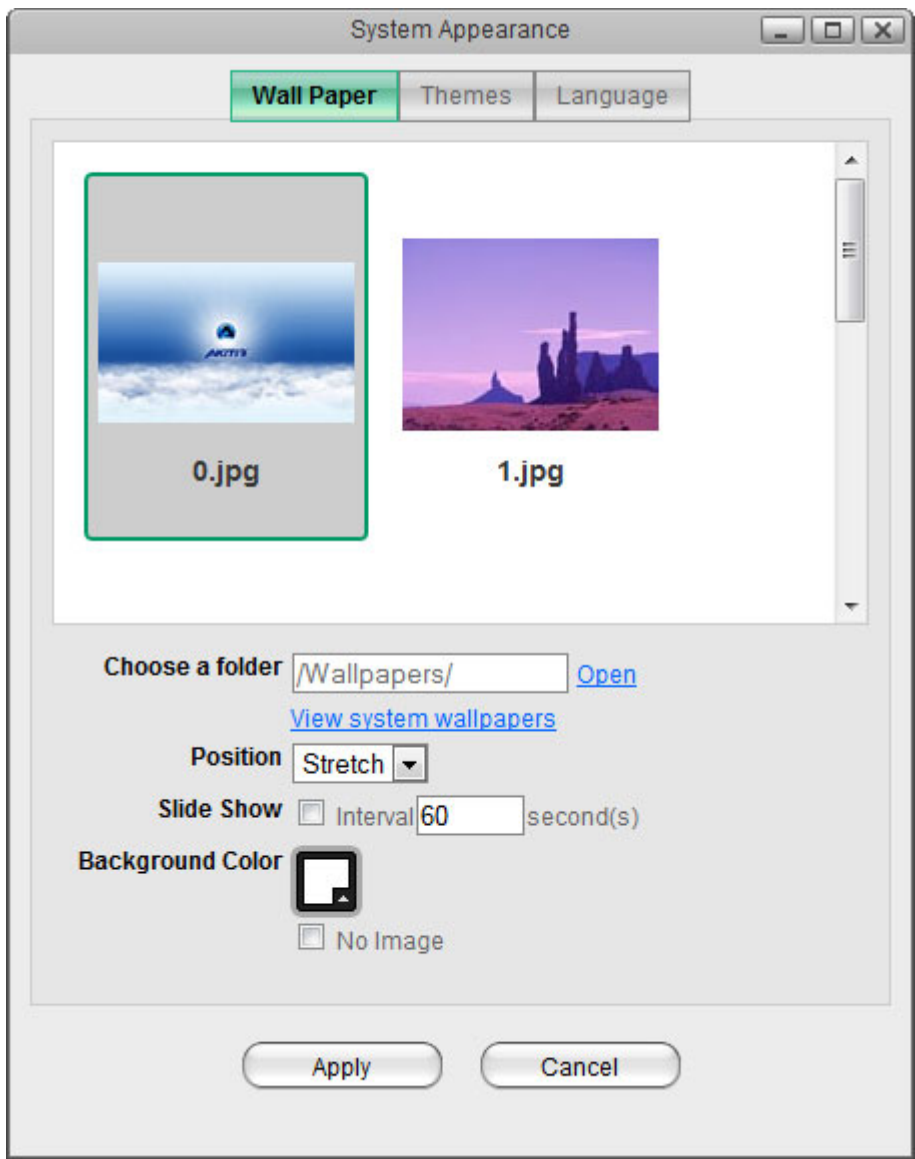 System Appearance
Wall Paper Themes Language
AKiTiO
0.jpg 1.jpg
Choose a folder /Wallpapers/ Open
View system wallpapers
Position Stretch
Slide Show Interval 60 second(s)
Background Color
No Image
Apply Cancel